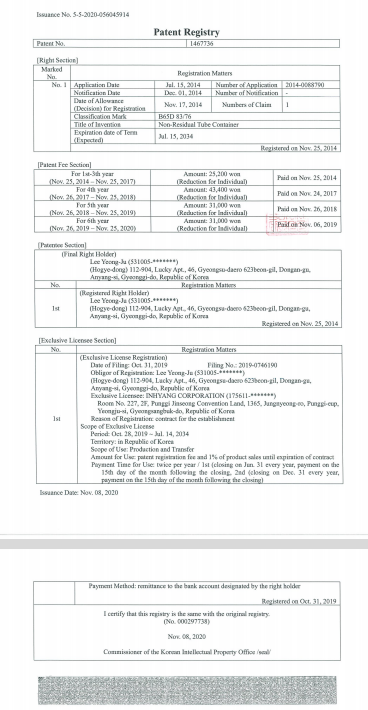 Issuance No. 5-5-2020-056045914
Patent Registry
Patent No. 1467736
[Right Section]
Marked No. Registration Matters
No. 1 Application Date Jul. 15, 2014 Number of Application 2014-0088790
Notification Date Dec. 01, 2014 Number of Notification -
Date of Allowance (Decision) for Registration Nov. 17, 2014 Numbers of Claim 1
Classification Mark B65D 83/76
Title of Invention Non-Residual Tube Container
Expiration date of Term (Expected) Jul. 15, 2034
Registered on Nov. 25, 2014
[Patent Fee Section]
For 1st-3th year Amount: 25,200 won Paid on Nov. 25, 2014
(Nov. 25, 2014 – Nov. 25, 2017) (Reduction for Individual)
For 4th year Amount: 43,400 won Paid on Nov. 24, 2017
(Nov. 26, 2017 – Nov. 25, 2018) (Reduction for Individual)
For 5th year Amount: 31,000 won Paid on Nov. 26, 2018
(Nov. 26, 2018 – Nov. 25, 2019) (Reduction for Individual)
For 6th year Amount: 31,000 won Paid on Nov. 06, 2019
(Nov. 26, 2019 – Nov. 25, 2020) (Reduction for Individual)
[Patentee Section]
(Final Right Holder)
Lee Yeong-Ju (531005-*******)
(Hogye-dong) 112-904, Lucky Apt., 46, Gyeongsu-daero 623beon-gil, Dongan-gu,
Anyang-si, Gyeonggi-do, Republic of Korea
No. Registration Matters
(Registered Right Holder)
Lee Yeong-Ju (531005-*******)
1st (Hogye-dong) 112-904, Lucky Apt., 46, Gyeongsu-daero 623beon-gil, Dongan-gu,
Anyang-si, Gyeonggi-do, Republic of Korea
Registered on Nov. 25, 2014
[Exclusive Licensee Section]
No. Registration Matters
(Exclusive License Registration)
Date of Filing: Oct. 31, 2019 Filing No.: 2019-0746190
Obligor of Registration: Lee Yeong-Ju (531005-*******)
(Hogye-dong) 112-904, Lucky Apt., 46, Gyeongsu-daero 623beon-gil, Dongan-gu,
Anyang-si, Gyeonggi-do, Republic of Korea
Exclusive Licensee: INHYANG CORPORATION (175611-*******)
Room No. 227, 2F, Punggi Jinseong Convention Land, 1365, Jungnyeong-ro, Punggi-eup,
Yeongju-si, Gyeongsangbuk-do, Republic of Korea
Reason of Registration: contract for the establishment
1st Scope of Exclusive License
Period: Oct. 28, 2019 – Jul. 14, 2034
Territory: in Republic of Korea
Scope of Use: Production and Transfer
Amount for Use: patent registration fee and 1% of product sales until expiration of contract
Payment Time for Use: twice per year / 1st (closing on Jun. 31 every year, payment on the
15th day of the month following the closing), 2nd (closing on Dec. 31 every year,
payment on the 15th day of the month following the closing)
Issuance Date: Nov. 08, 2020
Payment Method: remittance to the bank account designated by the right holder
Registered on Oct. 31, 2019
I certify that this registry is the same with the original registry.
(No. 000297738)
Nov. 08, 2020
Commissioner of the Korean Intellectual Property Office /seal/